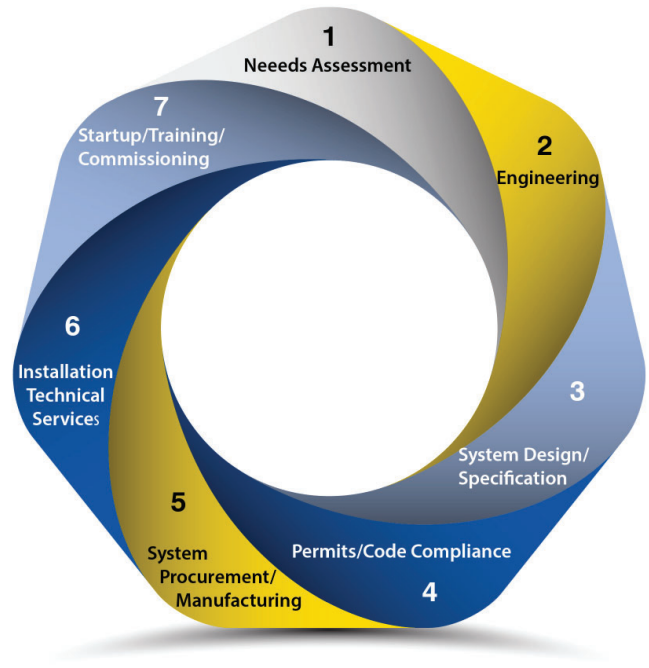 1
Neeeds Assessment
2
Engineering
3
System Design/
Specification
Permits/Code Compliance
4
5
System
Procurement/
Manufacturing
6
Installation
Technical
Services
7
Startup/Training/
Commissioning